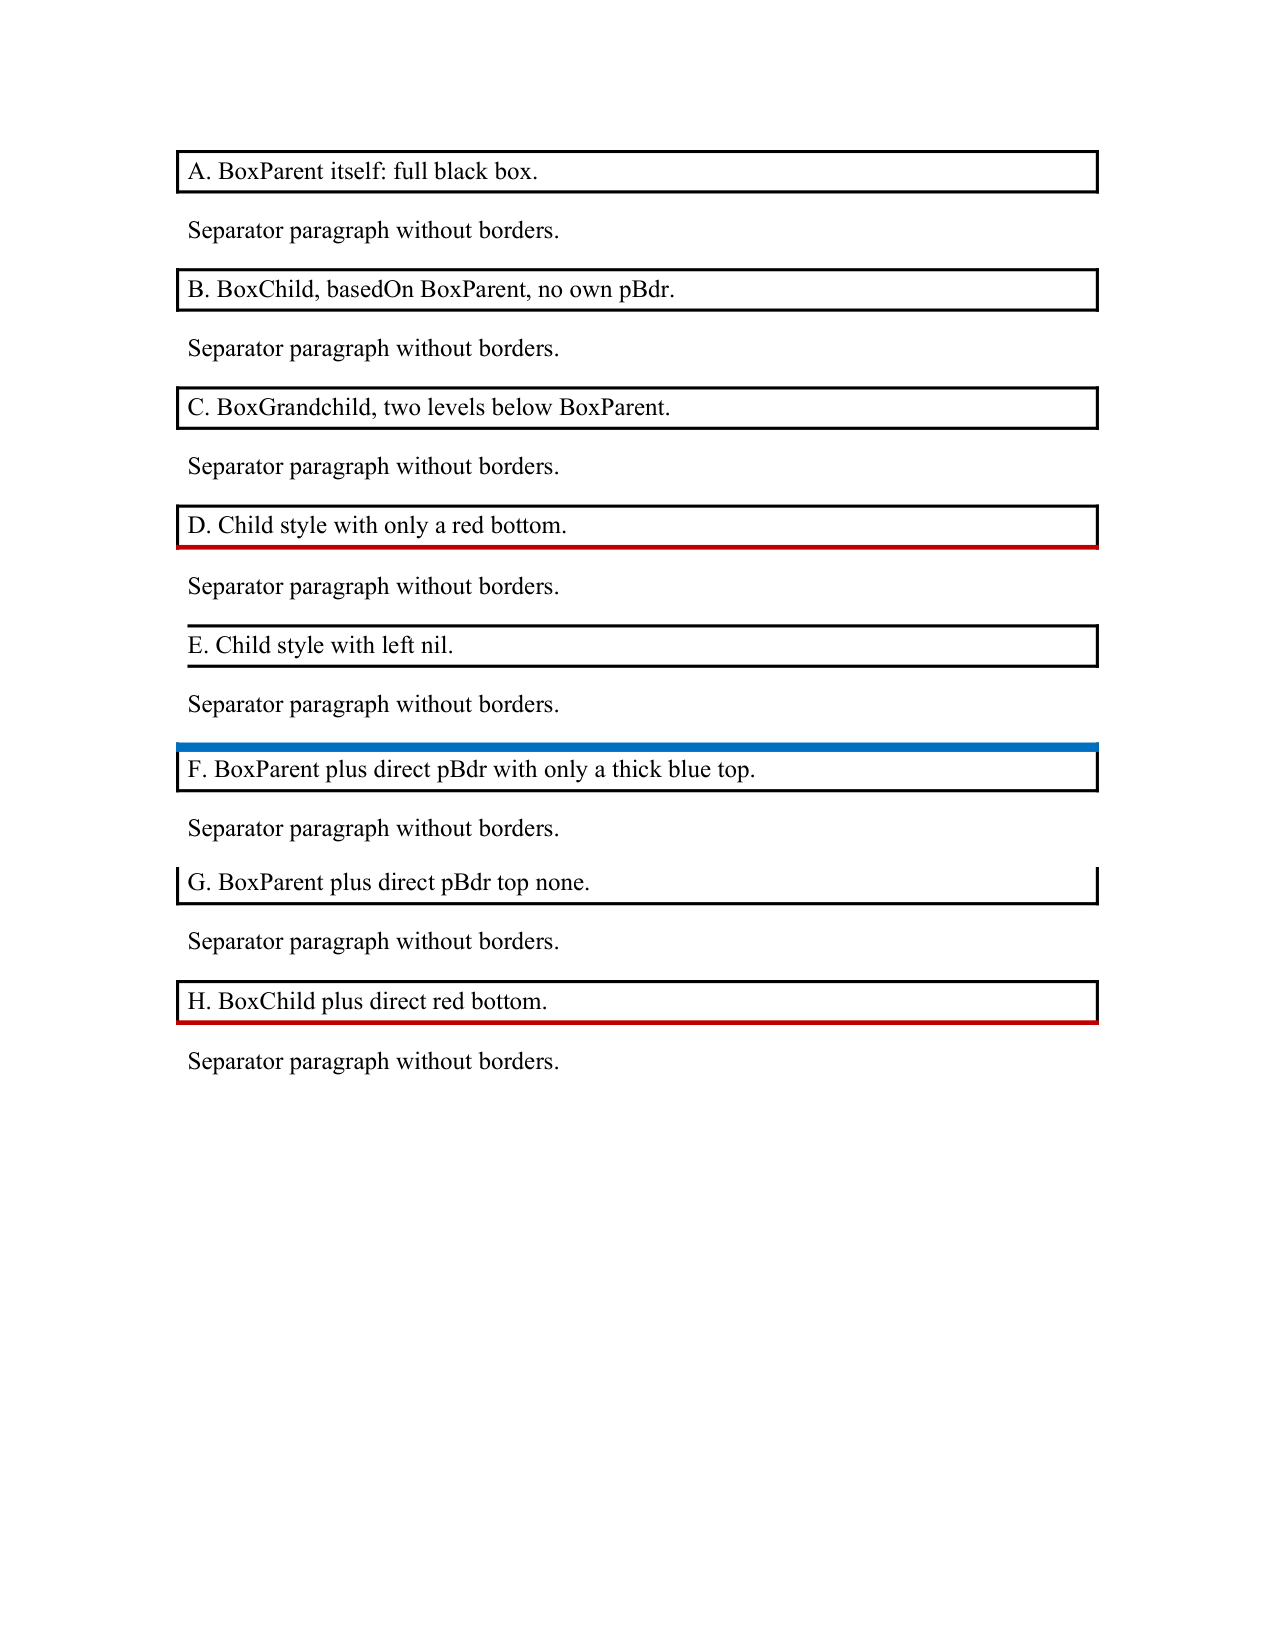 A. BoxParent itself: full black box.
Separator paragraph without borders.
B. BoxChild, basedOn BoxParent, no own pBdr.
Separator paragraph without borders.
C. BoxGrandchild, two levels below BoxParent.
Separator paragraph without borders.
D. Child style with only a red bottom.
Separator paragraph without borders.
E. Child style with left nil.
Separator paragraph without borders.
F. BoxParent plus direct pBdr with only a thick blue top.
Separator paragraph without borders.
G. BoxParent plus direct pBdr top none.
Separator paragraph without borders.
H. BoxChild plus direct red bottom.
Separator paragraph without borders.